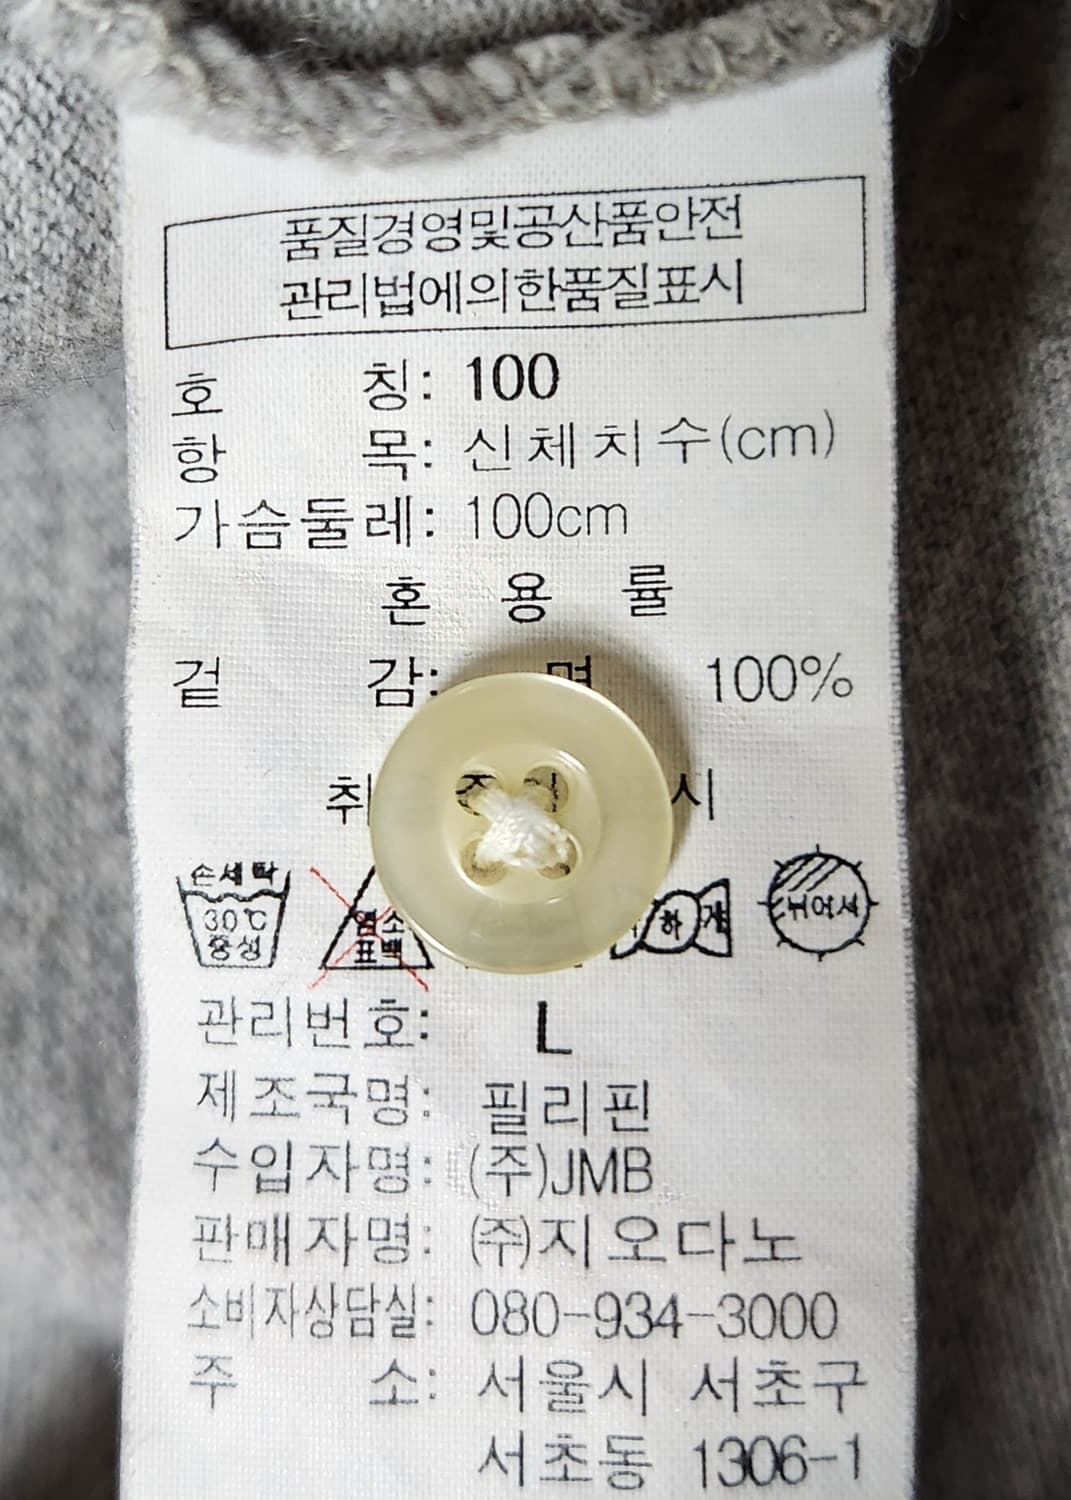 품질경영및공산품안전
관리법에의한품질표시
호 칭: 100
항 목: 신체치수(cm)
가슴둘레: 100cm
혼 용 률
겉 감: 면 100%
취 시
손세탁
30℃
중성
염소
표백
하
관리번호: L
제조국명: 필리핀
수입자명: (주)JMB
판매자명: (주)지오다노
소비자상담실: 080-934-3000
주 소: 서울시 서초구
서초동 1306-1